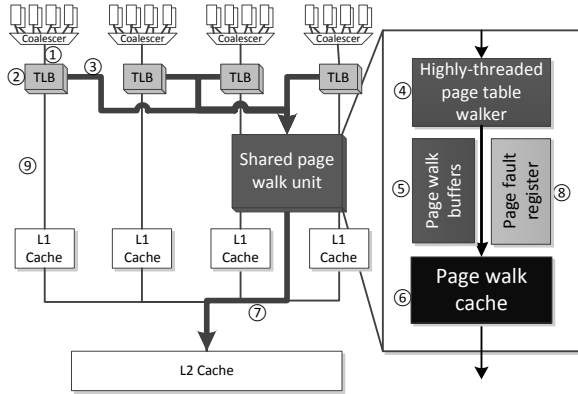 Coalescer Coalescer Coalescer Coalescer
①
② TLB ③ TLB TLB TLB
④ Highly-threaded
page table
walker
Shared page
walk unit
⑨
⑤ Page walk
buffers
Page fault
register
⑧
L1
Cache
L1
Cache
L1
Cache
L1
Cache
Page walk
cache
⑥
⑦
L2 Cache